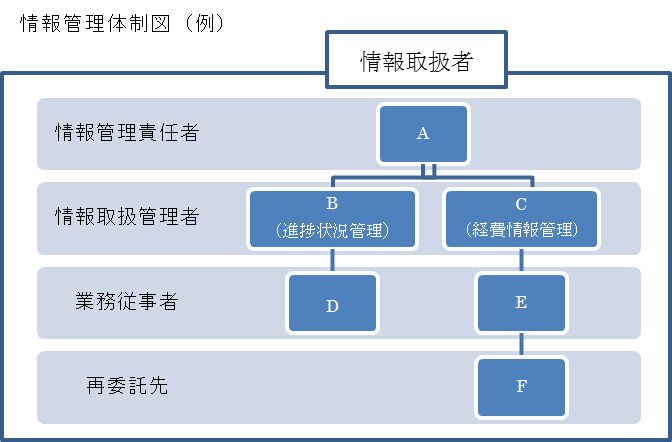 情報管理体制図（例）
情報取扱者
情報管理責任者
A
情報取扱管理者
B
（進捗状況管理）
C
（経費情報管理）
業務従事者
D
E
再委託先
F